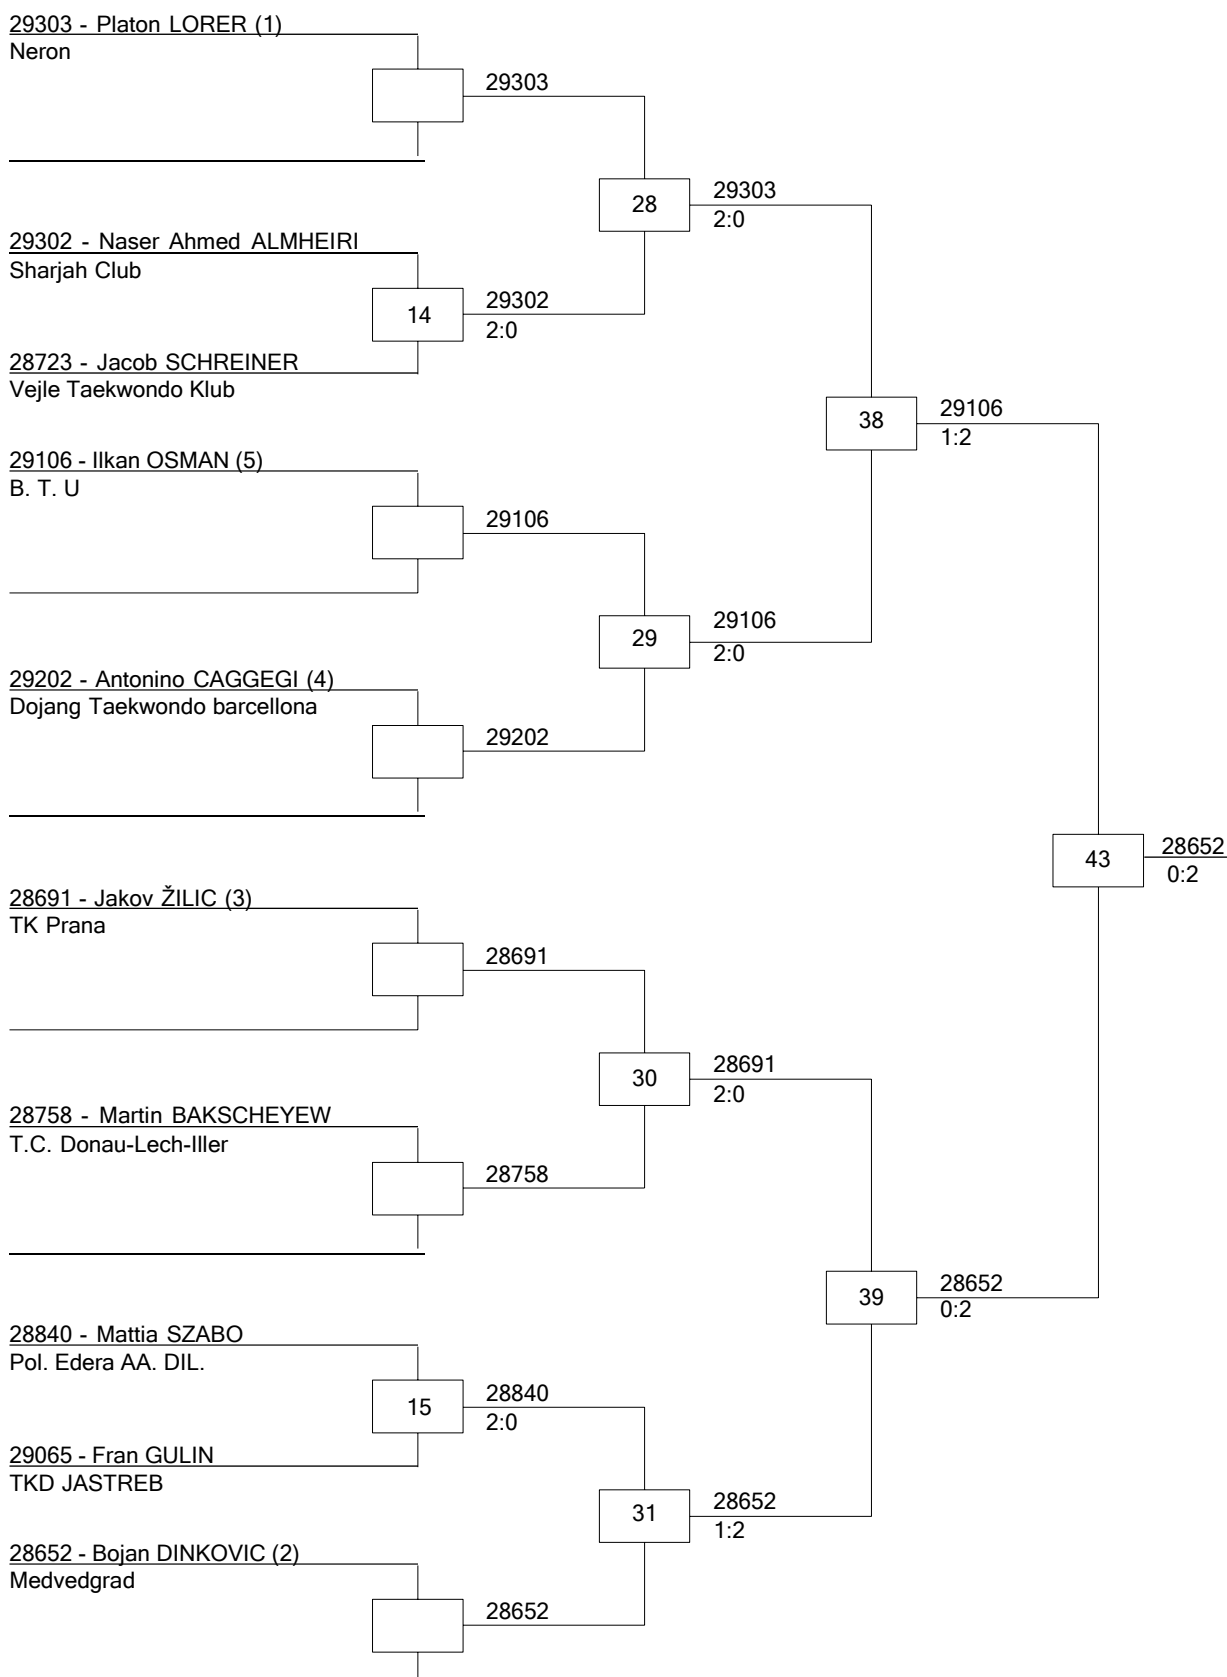 29303 - Platon LORER (1)
Neron
29303
28
29303
2:0
29302 - Naser Ahmed ALMHEIRI
Sharjah Club
14
29302
2:0
28723 - Jacob SCHREINER
Vejle Taekwondo Klub
38
29106
1:2
29106 - Ilkan OSMAN (5)
B. T. U
29106
29
29106
2:0
29202 - Antonino CAGGEGI (4)
Dojang Taekwondo barcellona
29202
43
28652
0:2
28691 - Jakov ŽILIC (3)
TK Prana
28691
30
28691
2:0
28758 - Martin BAKSCHEYEW
T.C. Donau-Lech-Iller
28758
39
28652
0:2
28840 - Mattia SZABO
Pol. Edera AA. DIL.
15
28840
2:0
29065 - Fran GULIN
TKD JASTREB
31
28652
1:2
28652 - Bojan DINKOVIC (2)
Medvedgrad
28652